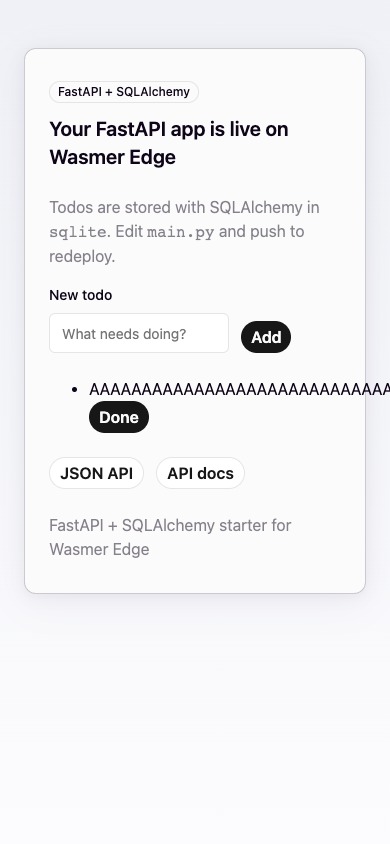 FastAPI + SQLAlchemy
Your FastAPI app is live on
Wasmer Edge
Todos are stored with SQLAlchemy in
sqlite. Edit main.py and push to
redeploy.
New todo
What needs doing?
Add
AAAAAAAAAAAAAAAAAAAAAAAAAAAAA
Done
JSON API
API docs
FastAPI + SQLAlchemy starter for
Wasmer Edge